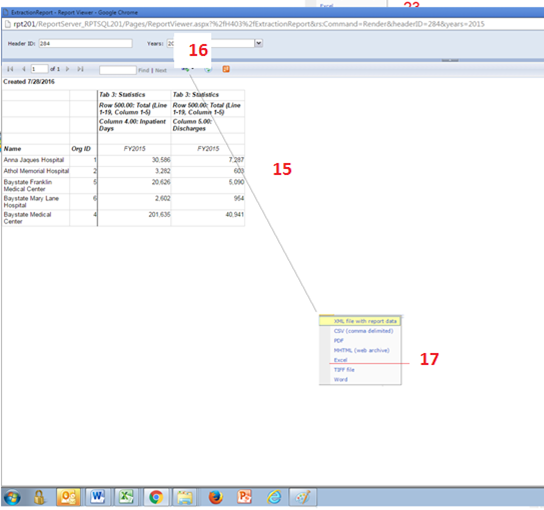 Excel
23
ExtractionReport - Report Viewer - Google Chrome
rpt201/ReportServer_RPTSQL201/Pages/ReportViewer.aspx?%2fH403%2fExtractionReport&rs:Command=Render&headerID=284&years=2015
Header ID: 284 Years: 20
16
1 of 1 Find | Next
Created 7/28/2016
Tab 3: Statistics Tab 3: Statistics
Row 500.00: Total (Line Row 500.00: Total (Line
1-19, Column 1-5) 1-19, Column 1-5)
Column 4.00: Inpatient Column 5.00:
Days Discharges
Name Org ID FY2015 FY2015
Anna Jaques Hospital 1 30,586 7,287
15
Athol Memorial Hospital 2 3,282 603
Baystate Franklin 5 20,626 5,090
Medical Center
Baystate Mary Lane 6 2,602 954
Hospital
Baystate Medical 4 201,635 40,941
Center
XML file with report data
CSV (comma delimited)
PDF
MHTML (web archive)
Excel
17
TIFF file
Word